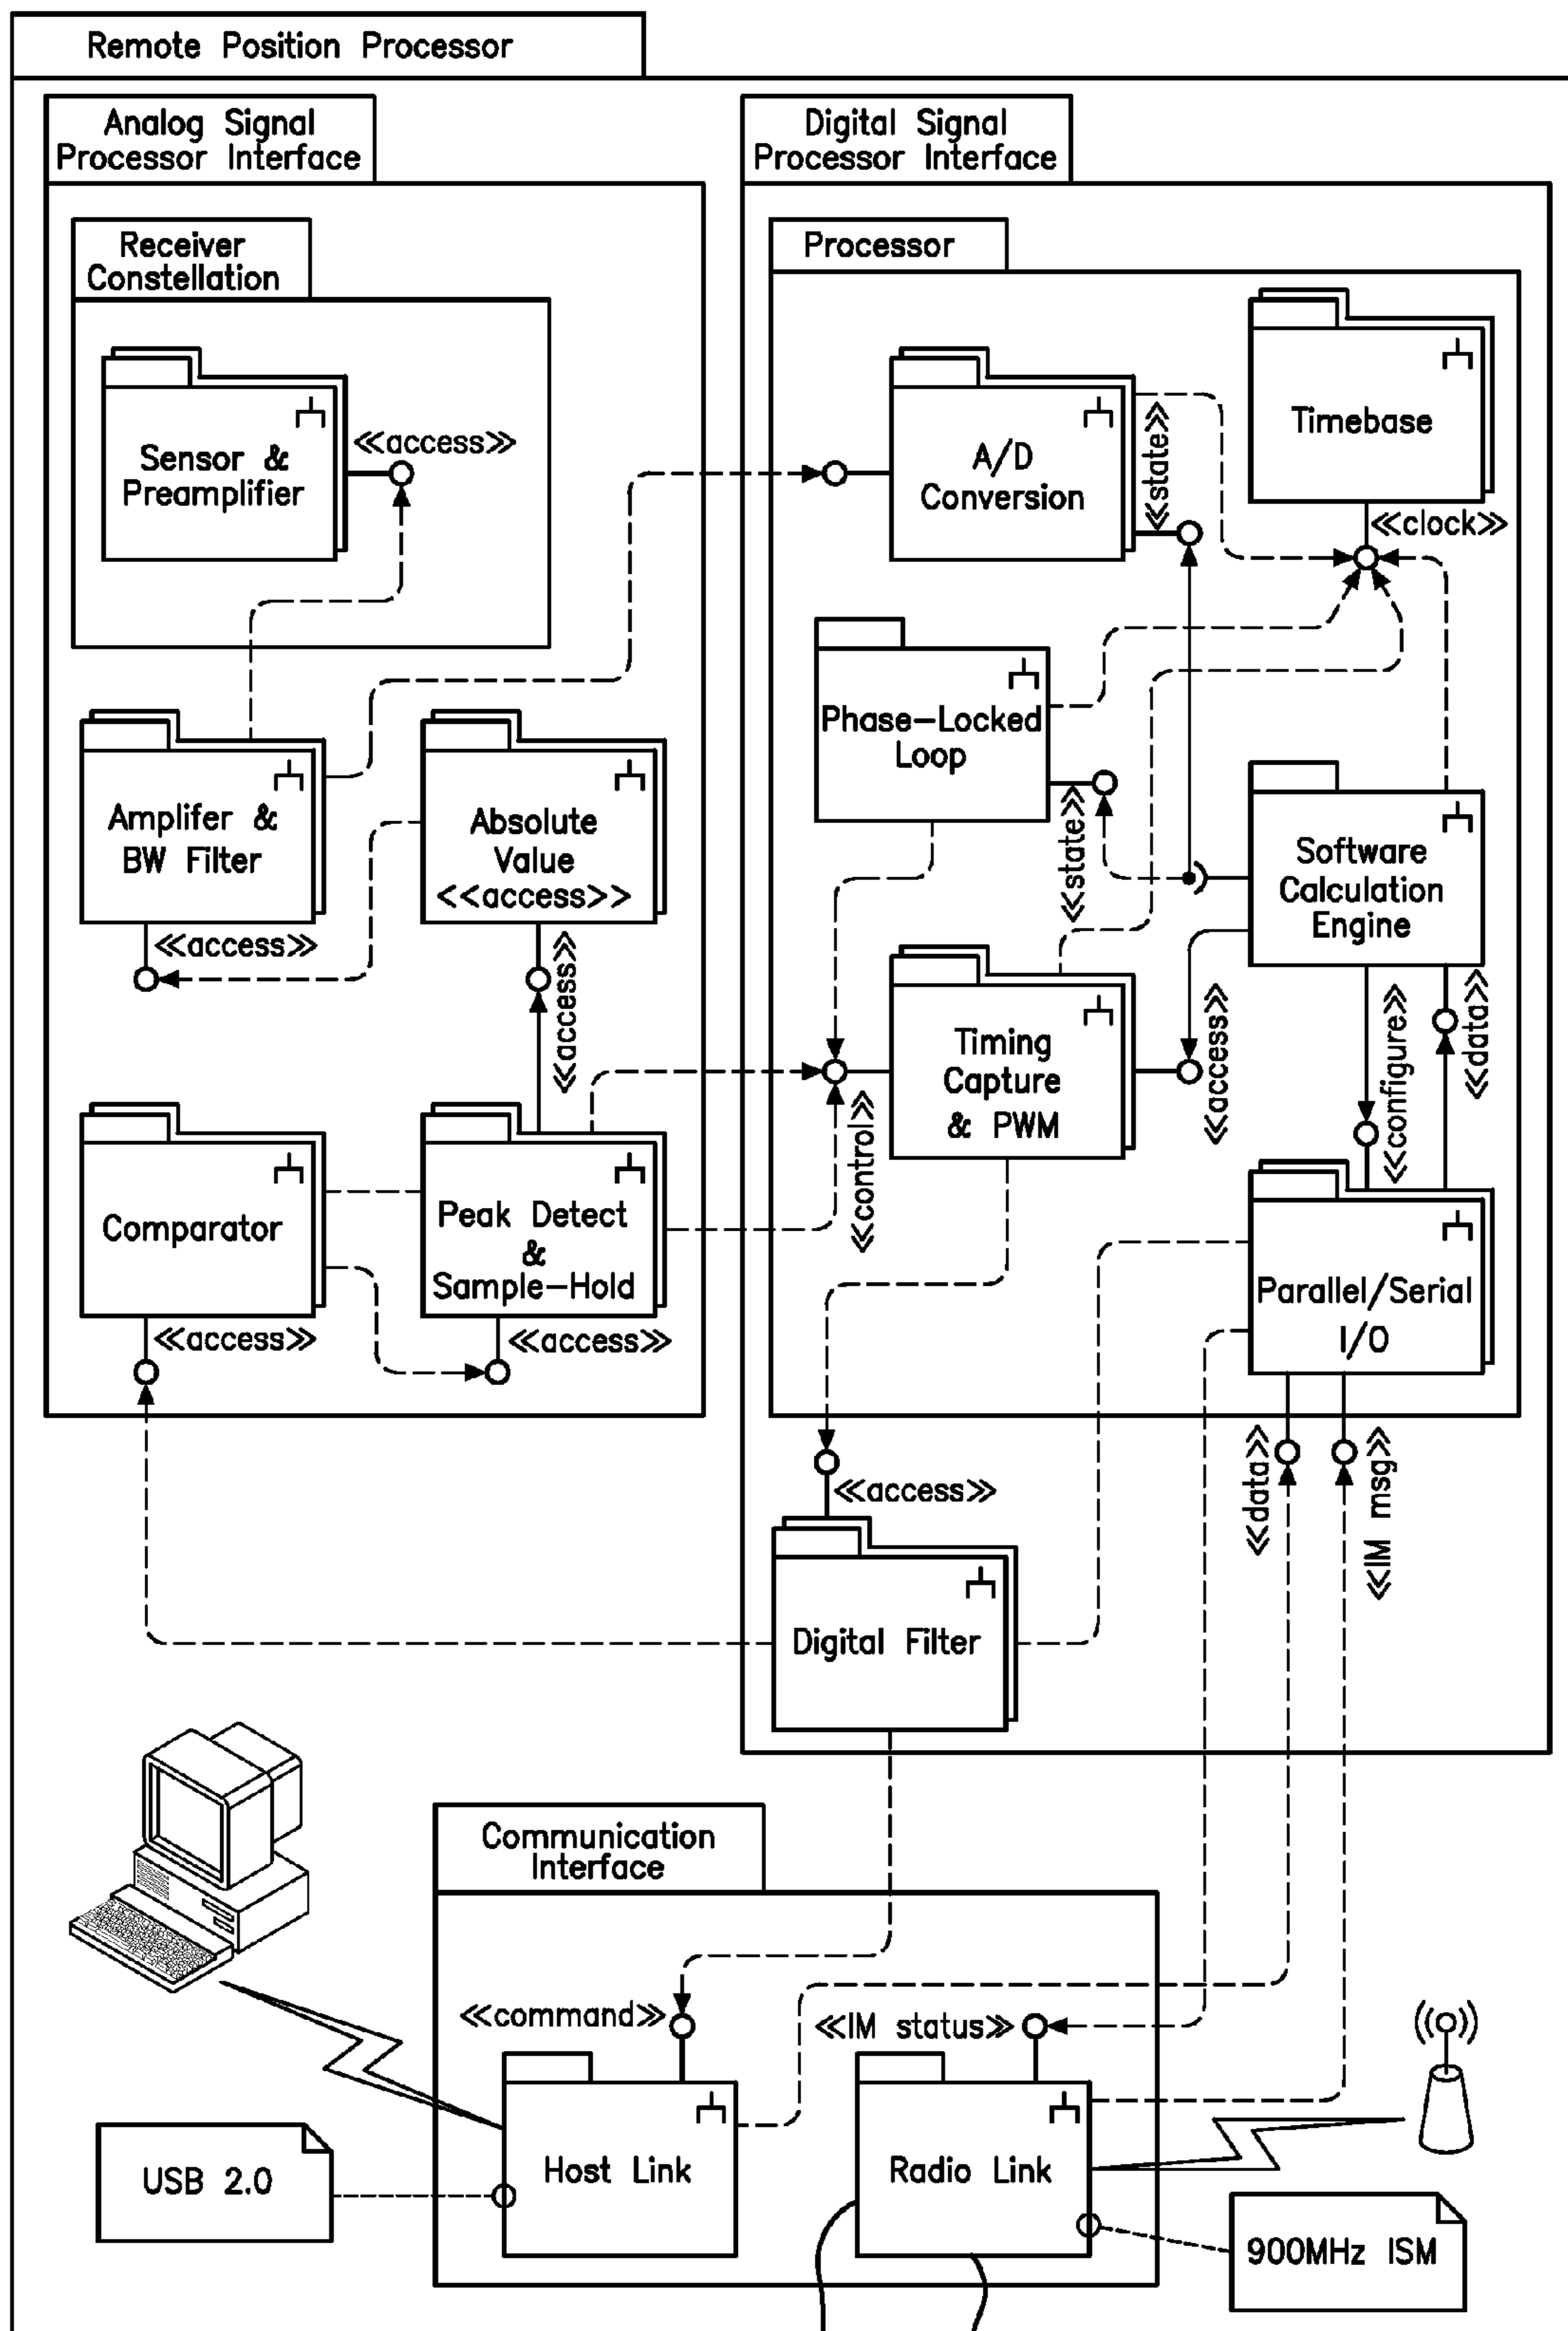 Remote Position Processor
Analog Signal
Processor Interface
Receiver
Constellation
Sensor &
Preamplifier
≪access≫
Amplifer &
BW Filter
≪access≫
Absolute
Value
<<access>>
≪access≫
Comparator
≪access≫
Peak Detect
&
Sample-Hold
≪access≫
Digital Signal
Processor Interface
Processor
A/D
Conversion
≪state≫
Timebase
≪clock≫
Phase-Locked
Loop
≪state≫
Software
Calculation
Engine
≪configure≫
≪data≫
Timing
Capture
& PWM
≪access≫
≪control≫
Parallel/Serial
I/O
≪data≫
≪IM msg≫
≪access≫
Digital Filter
Communication
Interface
≪command≫
≪IM status≫
Host Link
Radio Link
USB 2.0
900MHz ISM